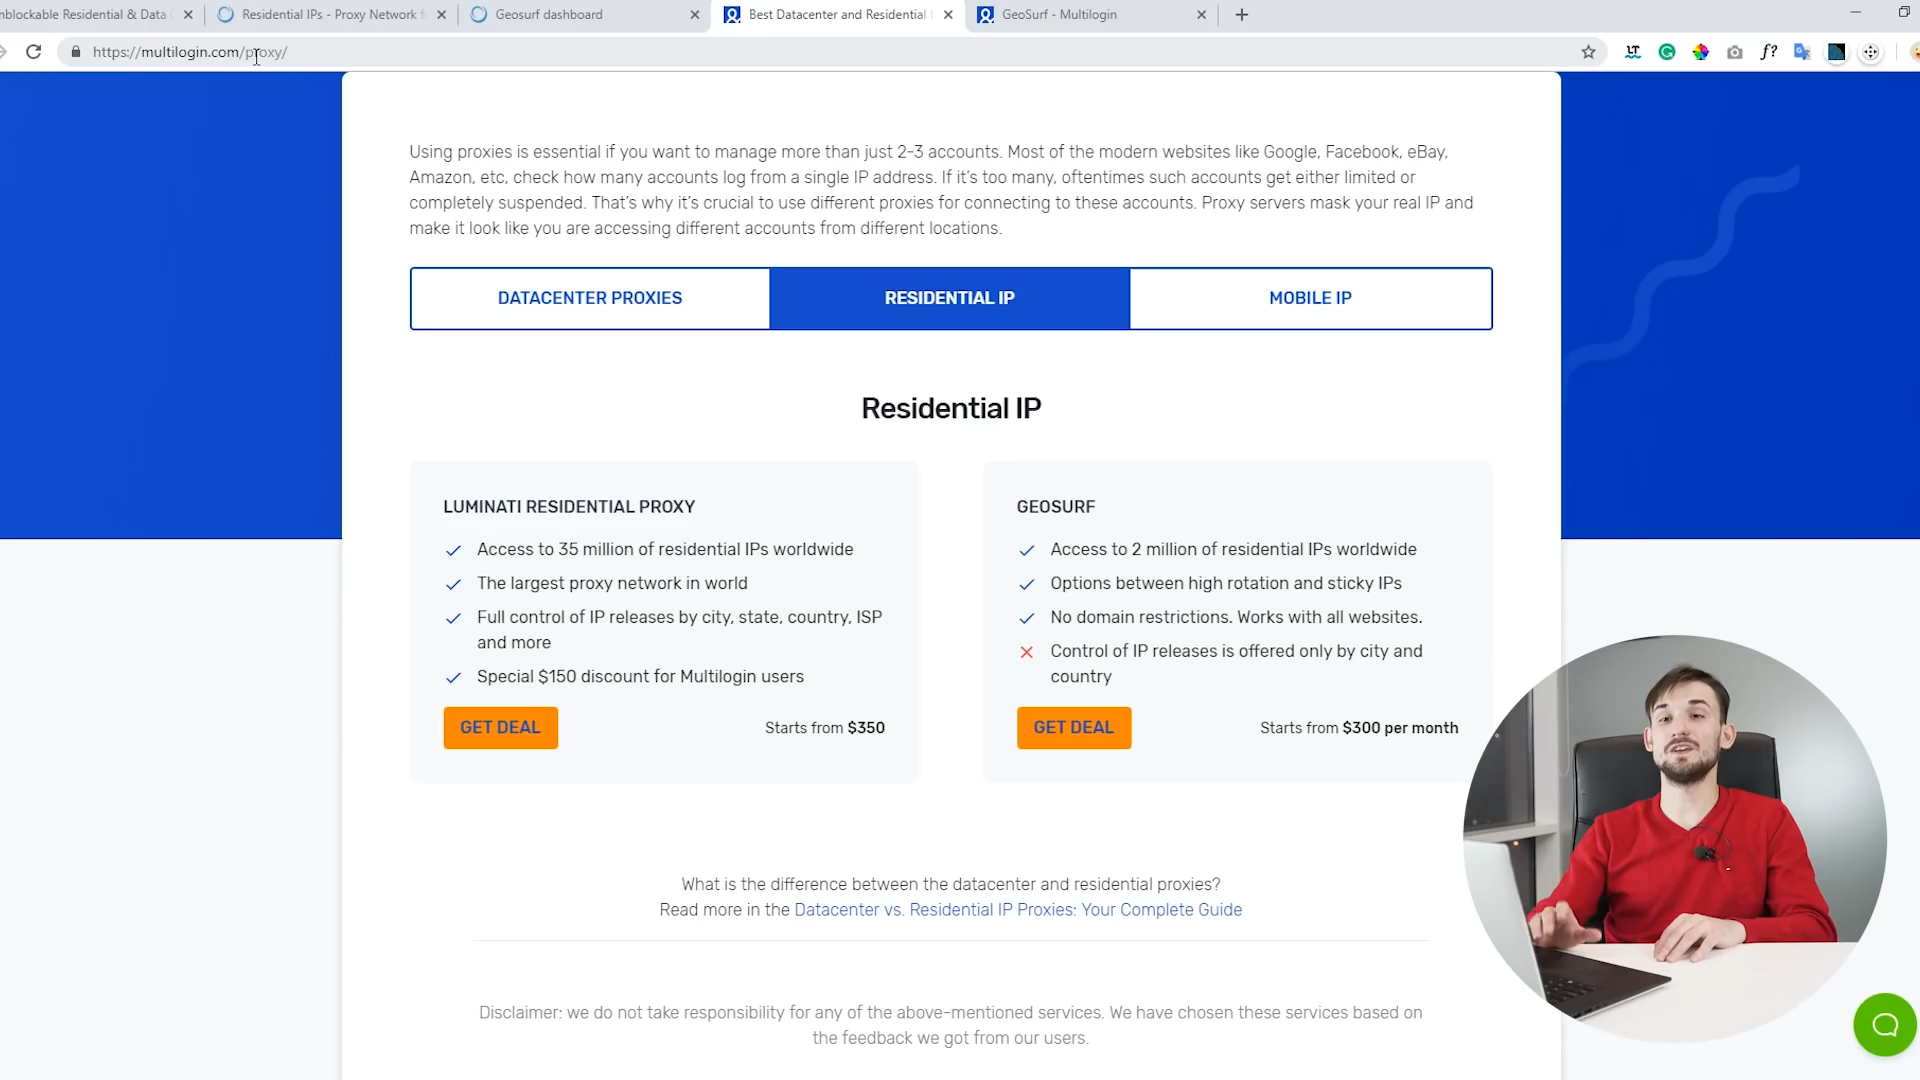 nblockable Residential & Data
Residential IPs - Proxy Network f
Geosurf dashboard
Best Datacenter and Residential
GeoSurf - Multilogin
https://multilogin.com/proxy/
Using proxies is essential if you want to manage more than just 2-3 accounts. Most of the modern websites like Google, Facebook, eBay,
Amazon, etc, check how many accounts log from a single IP address. If it's too many, oftentimes such accounts get either limited or
completely suspended. That's why it's crucial to use different proxies for connecting to these accounts. Proxy servers mask your real IP and
make it look like you are accessing different accounts from different locations.
DATACENTER PROXIES
RESIDENTIAL IP
MOBILE IP
Residential IP
LUMINATI RESIDENTIAL PROXY
Access to 35 million of residential IPs worldwide
The largest proxy network in world
Full control of IP releases by city, state, country, ISP
and more
Special $150 discount for Multilogin users
GET DEAL
Starts from $350
GEOSURF
Access to 2 million of residential IPs worldwide
Options between high rotation and sticky IPs
No domain restrictions. Works with all websites.
Control of IP releases is offered only by city and
country
GET DEAL
Starts from $300 per month
What is the difference between the datacenter and residential proxies?
Read more in the Datacenter vs. Residential IP Proxies: Your Complete Guide
Disclaimer: we do not take responsibility for any of the above-mentioned services. We have chosen these services based on
the feedback we got from our users.